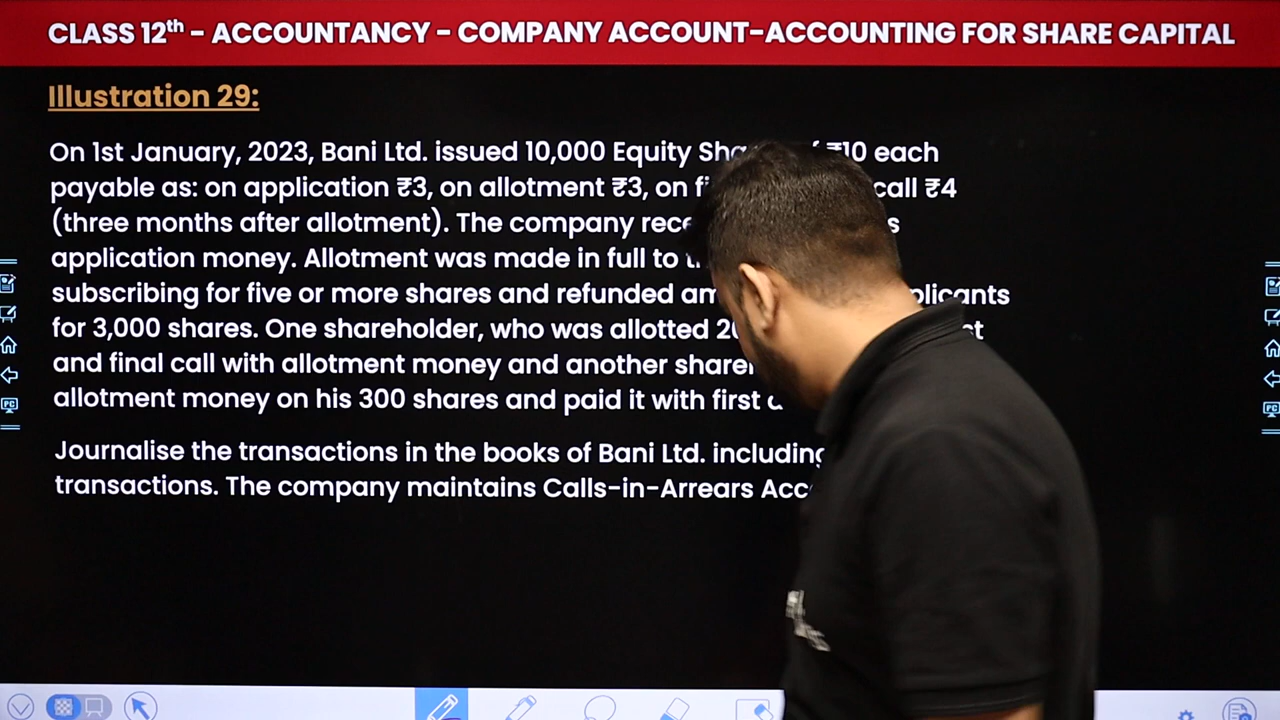 CLASS 12th - ACCOUNTANCY - COMPANY ACCOUNT-ACCOUNTING FOR SHARE CAPITAL
Illustration 29:
On 1st January, 2023, Bani Ltd. issued 10,000 Equity ₹10 each
payable as: on application ₹3, on allotment ₹3, on call ₹4
(three months after allotment). The company
application money. Allotment was made in full to
subscribing for five or more shares and refunded
for 3,000 shares. One shareholder, who was allotted
and final call with allotment money and another
allotment money on his 300 shares and paid it with first
Journalise the transactions in the books of Bani Ltd. including
transactions. The company maintains Calls-in-Arrears
PC
PC